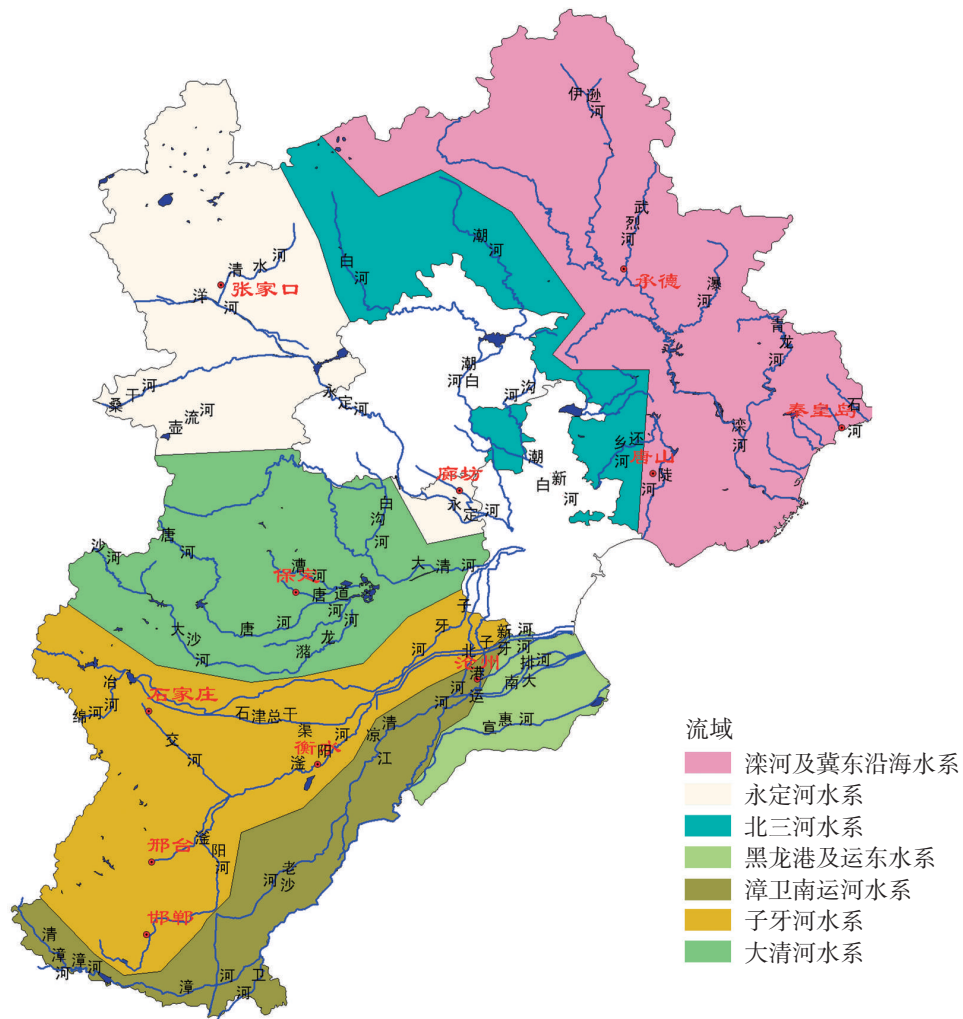 伊逊河
武烈河
潮河
白河
承德
瀑河
清水河
张家口
洋河
青龙河
潮白河
沟河
永定河
桑干河
壶流河
石河
秦皇岛
滦河
还乡河
唐山
陡河
潮白新河
廊坊
永定河
白沟河
唐河
沙河
大清河
漕河
保定
唐河
道
唐河
大沙河
潴龙河
子牙河
子牙新河
北排河
沧州
南大港
运河
宣惠河
冶河
绵河
石家庄
石津总干渠
滏阳河
衡水
清凉江
交河
邢台
滏阳河
老沙河
邯郸
清漳河
漳河
漳河
卫河
流域
滦河及冀东沿海水系
永定河水系
北三河水系
黑龙港及运东水系
漳卫南运河水系
子牙河水系
大清河水系